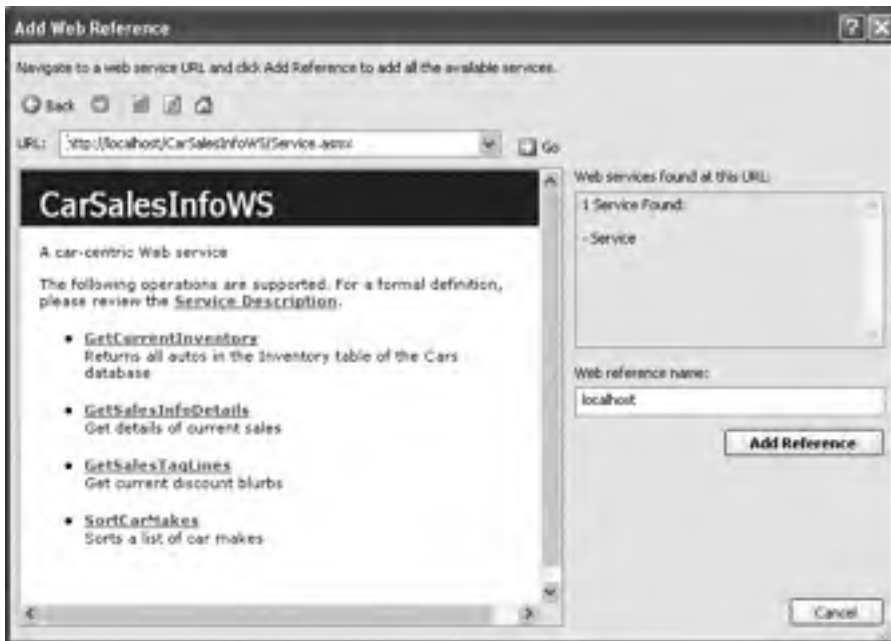 Add Web Reference
Navigate to a web service URL and click Add Reference to add all the available services.
Back
URL: http://localhost/CarSalesInfoWS/Service.asmx
Go
CarSalesInfoWS
A car-centric Web service
The following operations are supported. For a formal definition,
please review the Service Description.
• GetCurrentInventory
Returns all autos in the Inventory table of the Cars
database
• GetSalesInfoDetails
Get details of current sales
• GetSalesTagLines
Get current discount blurbs
• SortCarMakes
Sorts a list of car makes
Web services found at this URL:
1 Service Found:
- Service
Web reference name:
localhost
Add Reference
Cancel